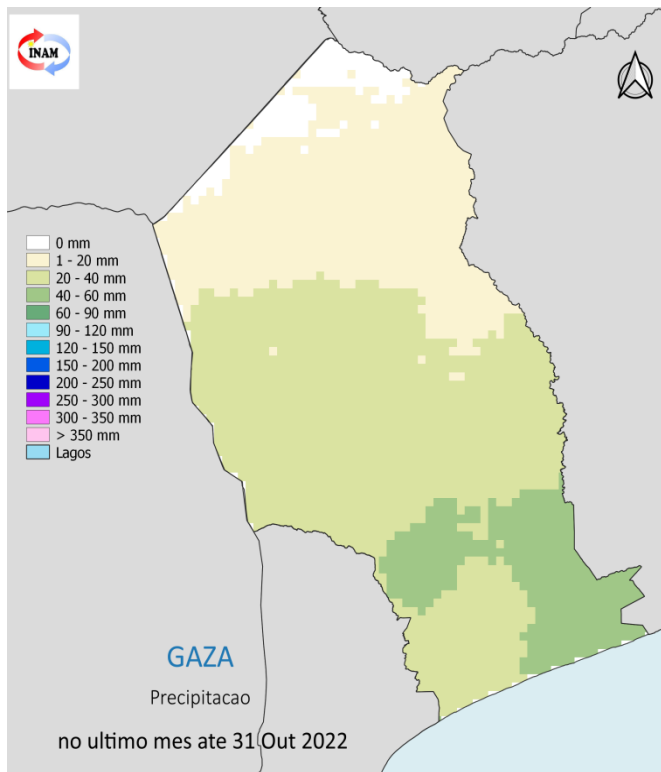 INAM
0 mm
1 - 20 mm
20 - 40 mm
40 - 60 mm
60 - 90 mm
90 - 120 mm
120 - 150 mm
150 - 200 mm
200 - 250 mm
250 - 300 mm
300 - 350 mm
> 350 mm
Lagos
GAZA
Precipitacao
no ultimo mes ate 31 Out 2022